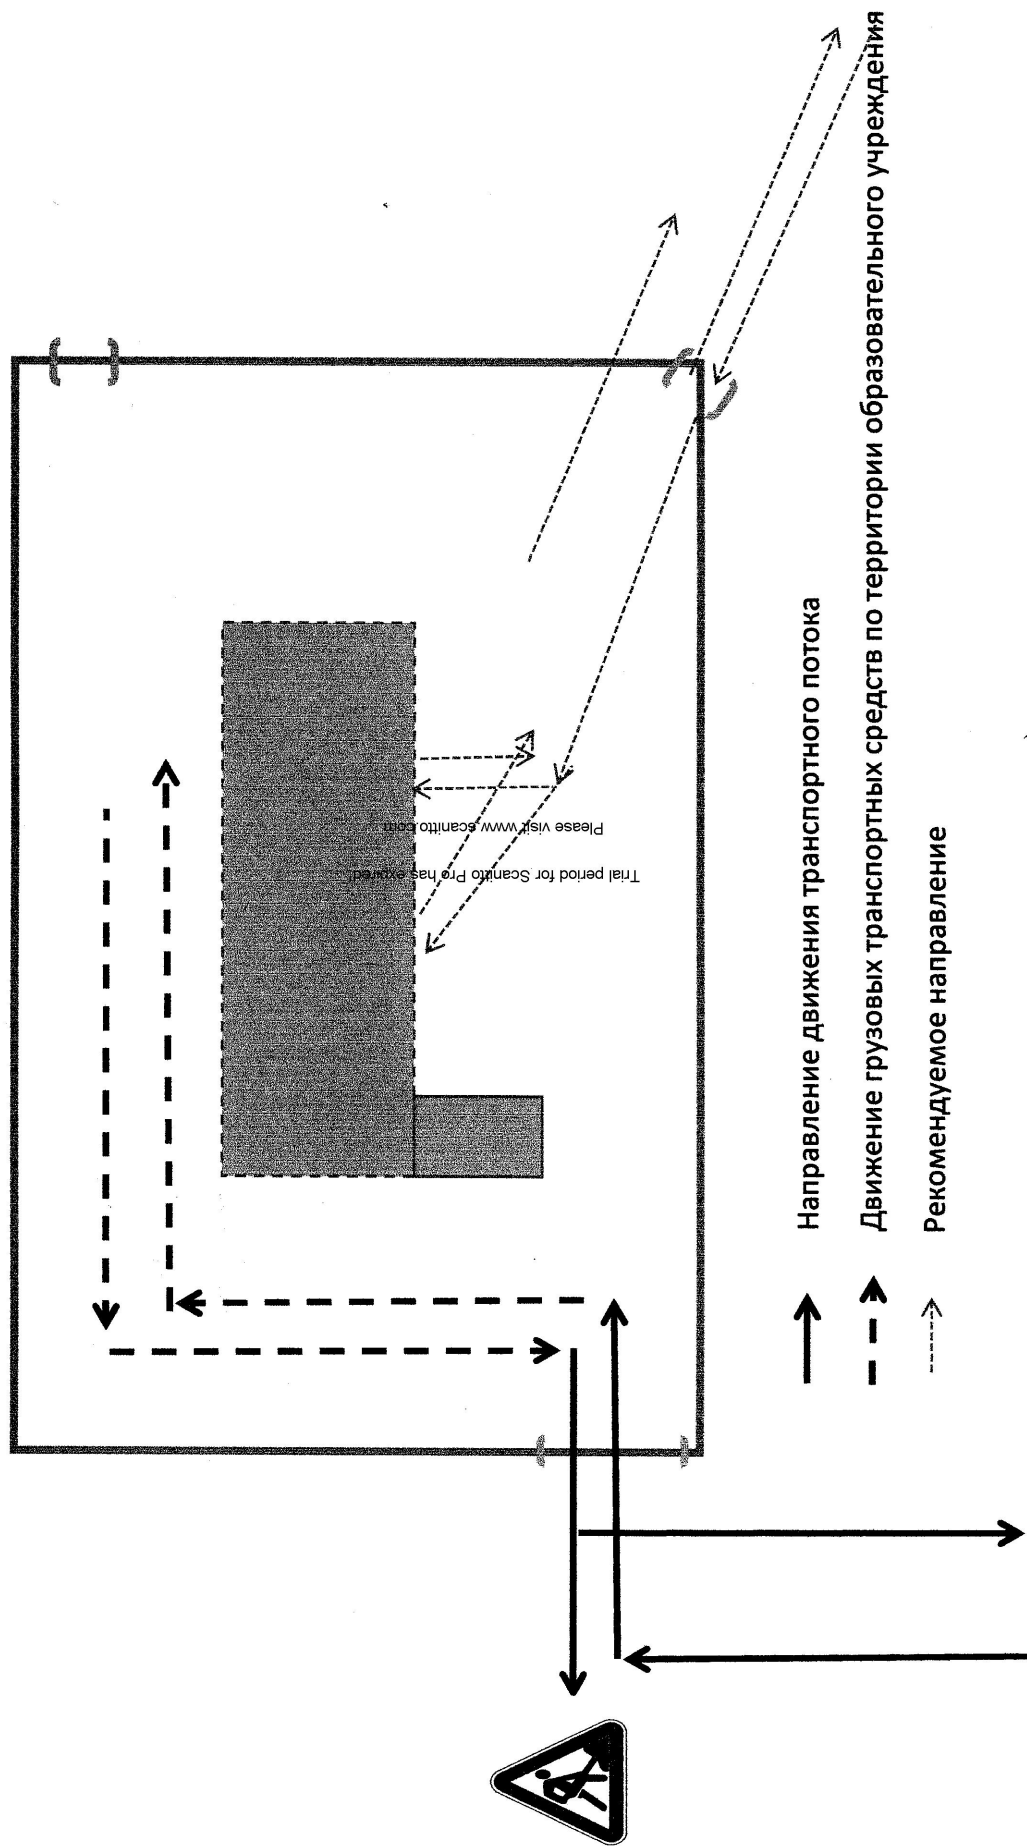 Направление движения транспортного потока
Движение грузовых транспортных средств по территории образовательного учреждения
Рекомендуемое направление
Trial period for Scanitto Pro has expired.
Please visit www.scanitto.com